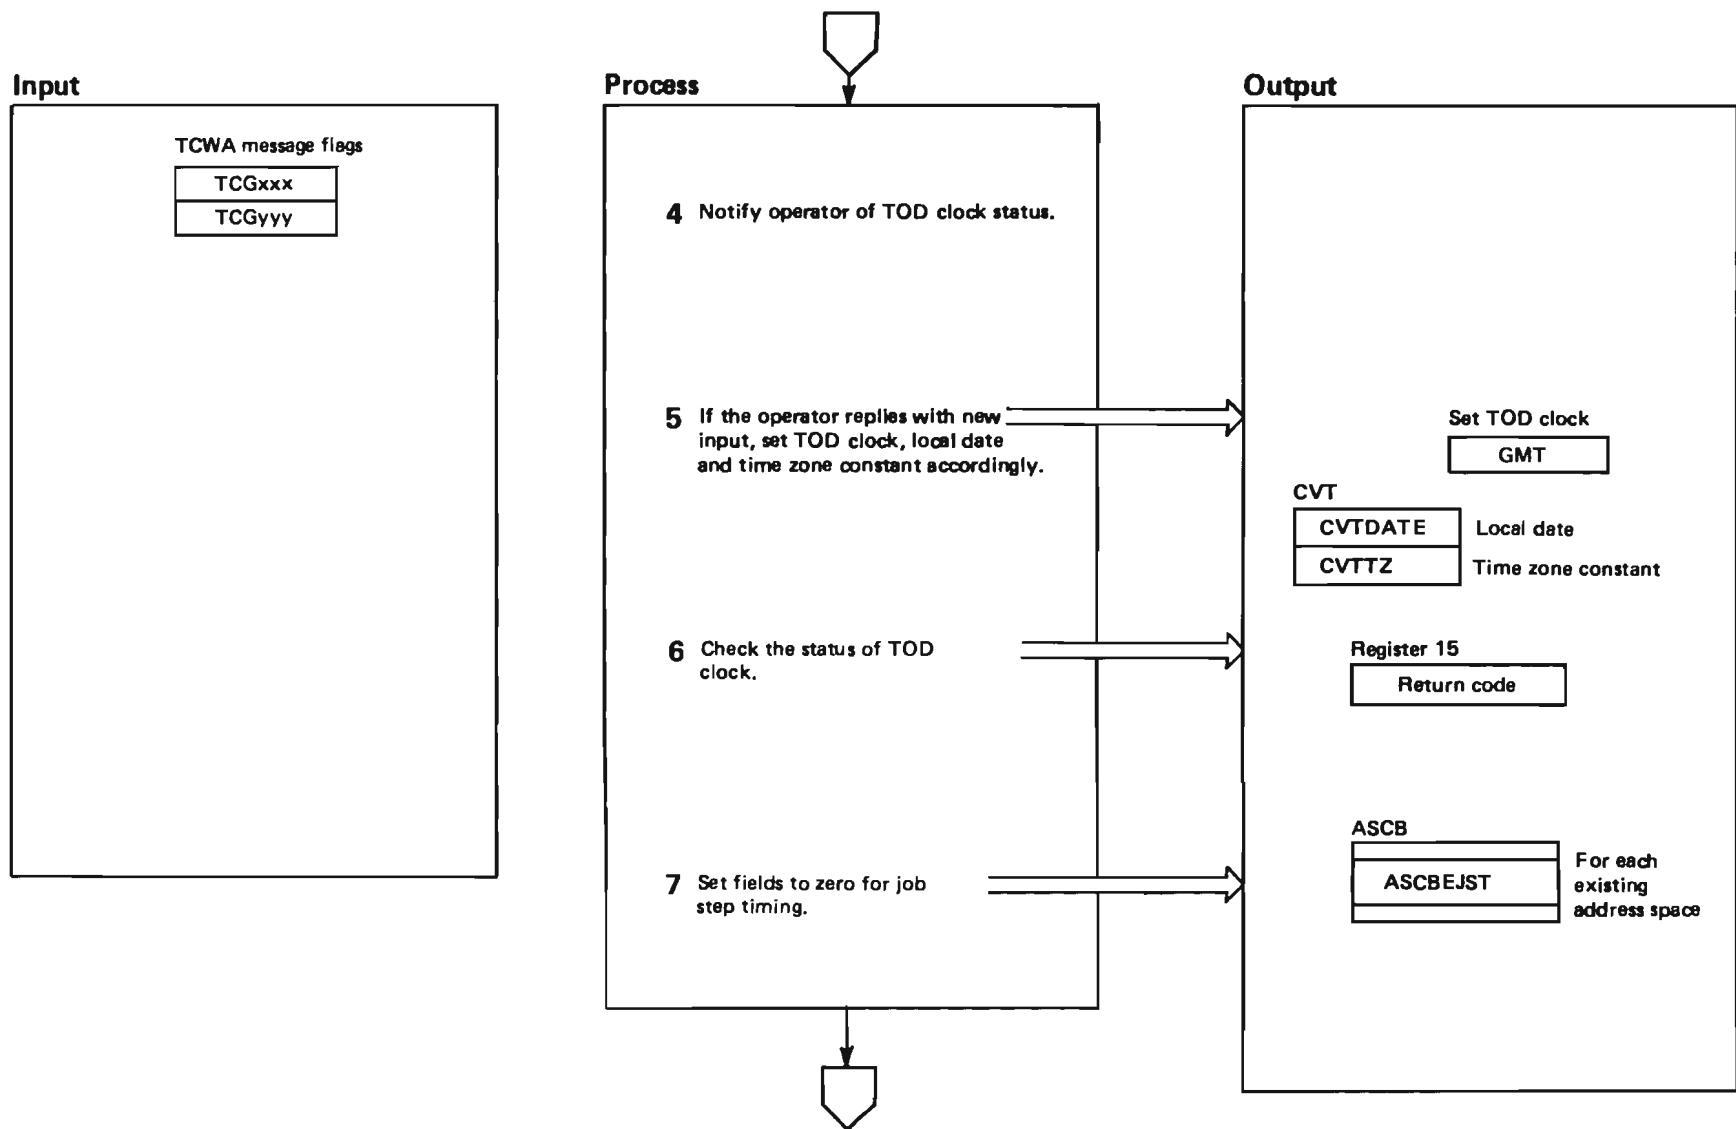 Input
TCWA message flags
TCGxxx
TCGyyy
Process
4 Notify operator of TOD clock status.
5 If the operator replies with new
input, set TOD clock, local date
and time zone constant accordingly.
6 Check the status of TOD
clock.
7 Set fields to zero for job
step timing.
Output
Set TOD clock
GMT
CVT
CVTDATE Local date
CVTTZ Time zone constant
Register 15
Return code
ASCB
ASCBEJST
For each
existing
address space